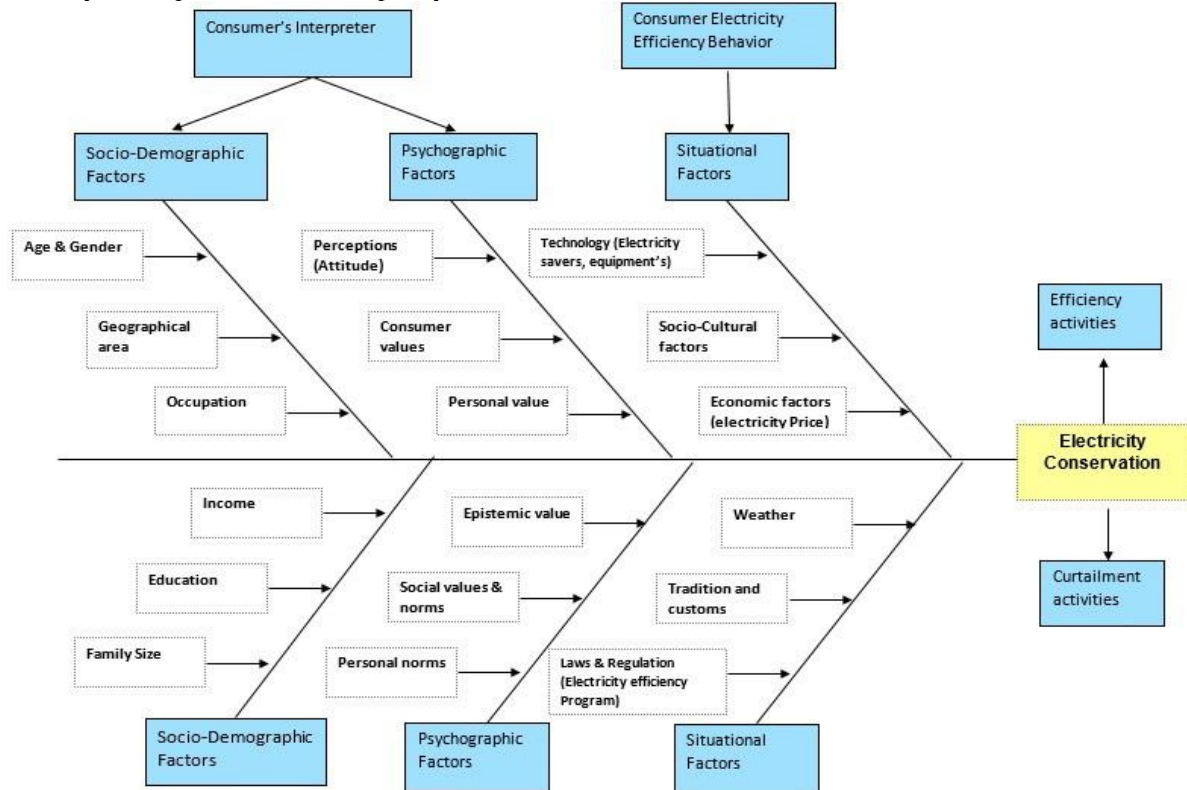 Consumer's Interpreter
Consumer Electricity
Efficiency Behavior
Socio-Demographic
Factors
Psychographic
Factors
Situational
Factors
Age & Gender
Perceptions
(Attitude)
Technology (Electricity
savers, equipment's)
Geographical
area
Consumer
values
Socio-Cultural
factors
Efficiency
activities
Occupation
Personal value
Economic factors
(electricity Price)
Electricity
Conservation
Income
Epistemic value
Weather
Education
Social values &
norms
Tradition and
customs
Curtailment
activities
Family Size
Personal norms
Laws & Regulation
(Electricity efficiency
Program)
Socio-Demographic
Factors
Psychographic
Factors
Situational
Factors